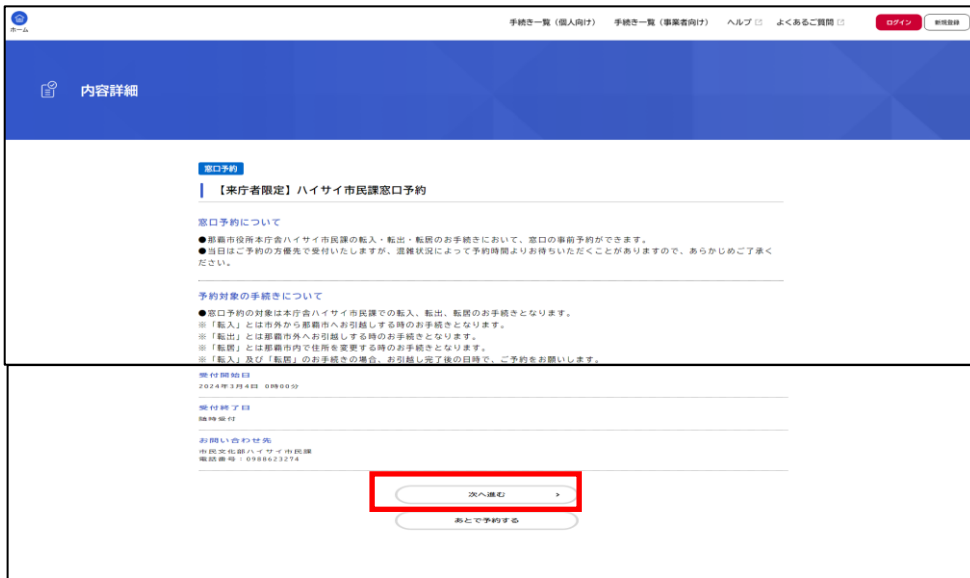 ホーム
手続き一覧（個人向け） 手続き一覧（事業者向け） ヘルプ よくあるご質問 ログイン 新規登録
内容詳細
窓口予約
【来庁者限定】ハイサイ市民課窓口予約
窓口予約について
●那覇市役所本庁舎ハイサイ市民課の転入・転出・転居のお手続きにおいて、窓口の事前予約ができます。
●当日はご予約の方優先で受付いたしますが、混雑状況によって予約時間よりお待ちいただくことがありますので、あらかじめご了承く
ださい。
予約対象の手続きについて
●窓口予約の対象は本庁舎ハイサイ市民課での転入、転出、転居のお手続きとなります。
※「転入」とは市外から那覇市へお引越しする時のお手続きとなります。
※「転出」とは那覇市外へお引越しする時のお手続きとなります。
※「転居」とは那覇市内で住所を変更する時のお手続きとなります。
※「転入」及び「転居」のお手続きの場合、お引越し完了後の日時で、ご予約をお願いします。
受付開始日
2024年3月4日 0時00分
受付終了日
随時受付
お問い合わせ先
市民文化部ハイサイ市民課
電話番号：0988623274
次へ進む
あとで予約する